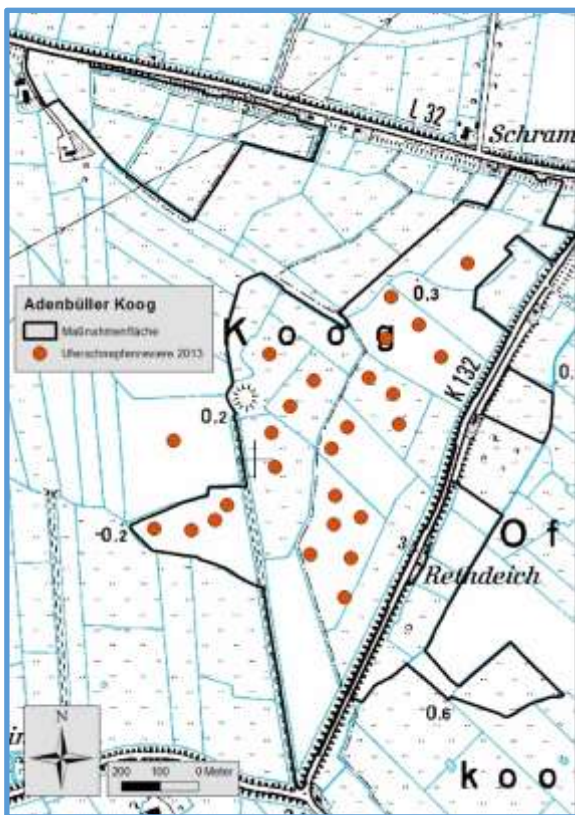 L 32
Schram
Adenbüller Koog
Maßnahmenfläche
Uferschnepfenreviere 2013
0.3
K o o g
K 132
0.2
-0.2
O f
3
Rethdeich
-0.6
N
200 100 0 Meter
k o o